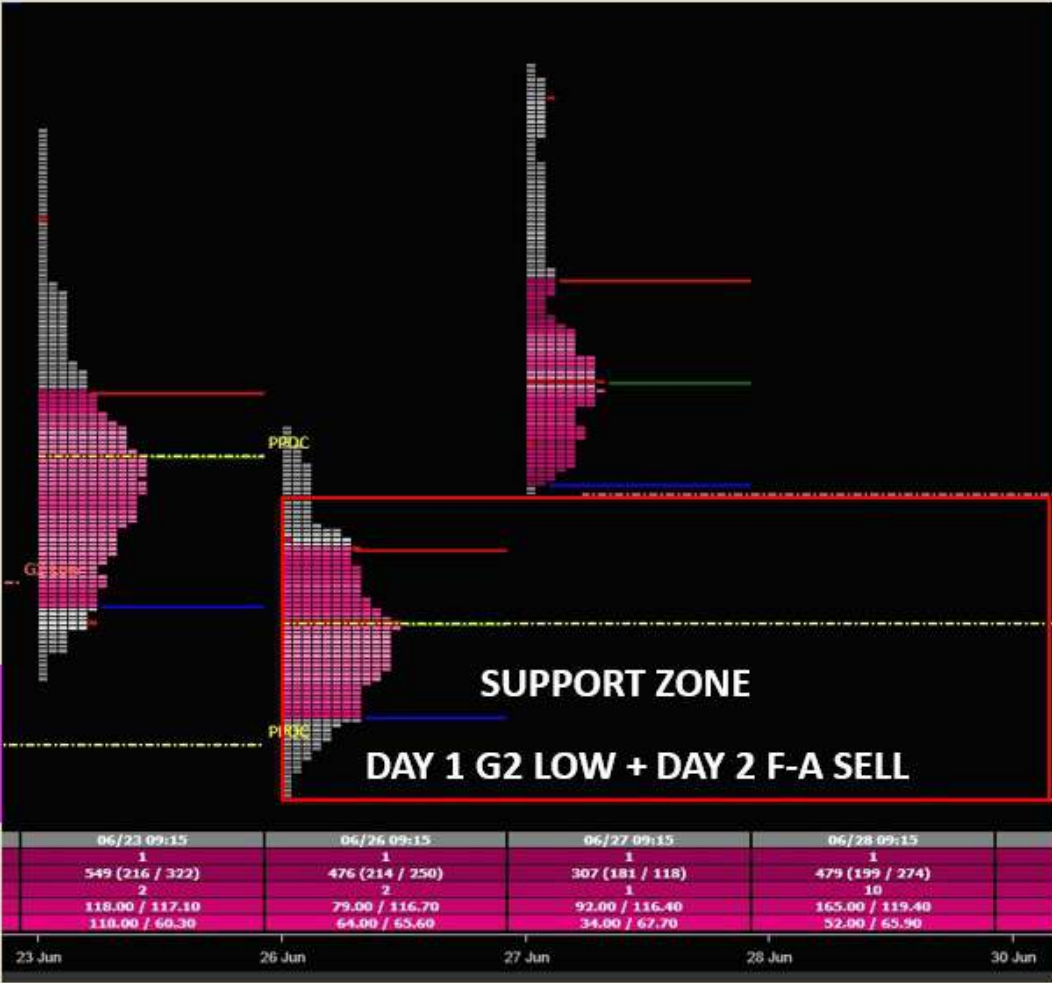 PPOC
PPOC
SUPPORT ZONE
DAY 1 G2 LOW + DAY 2 F-A SELL
06/23 09:15 06/26 09:15 06/27 09:15 06/28 09:15
1 1 1 1
549 (216 / 322) 476 (214 / 250) 307 (181 / 118) 479 (199 / 274)
2 2 1 10
118.00 / 117.10 79.00 / 116.70 92.00 / 116.40 165.00 / 119.40
110.00 / 60.30 64.00 / 65.60 34.00 / 67.70 52.00 / 65.90
23 Jun 26 Jun 27 Jun 28 Jun 30 Jun